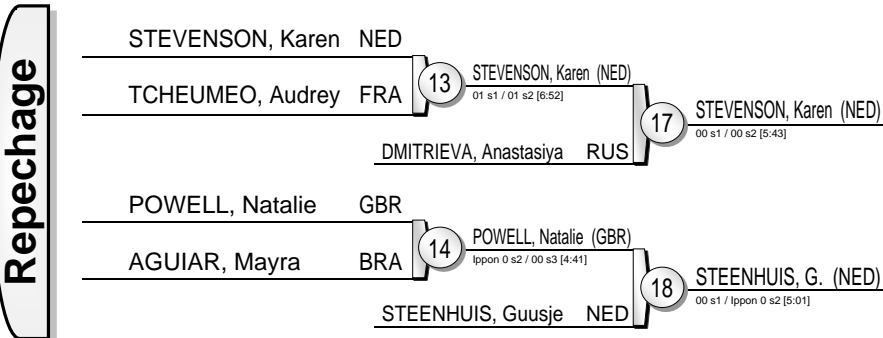 Repechage
STEVENSON, Karen NED
TCHEUMEO, Audrey FRA
13
STEVENSON, Karen (NED)
01 s1 / 01 s2 [6:52]
DMITRIEVA, Anastasiya RUS
17
STEVENSON, Karen (NED)
00 s1 / 00 s2 [5:43]
POWELL, Natalie GBR
AGUIAR, Mayra BRA
14
POWELL, Natalie (GBR)
Ippon 0 s2 / 00 s3 [4:41]
STEENHUIS, Guusje NED
18
STEENHUIS, G. (NED)
00 s1 / Ippon 0 s2 [5:01]